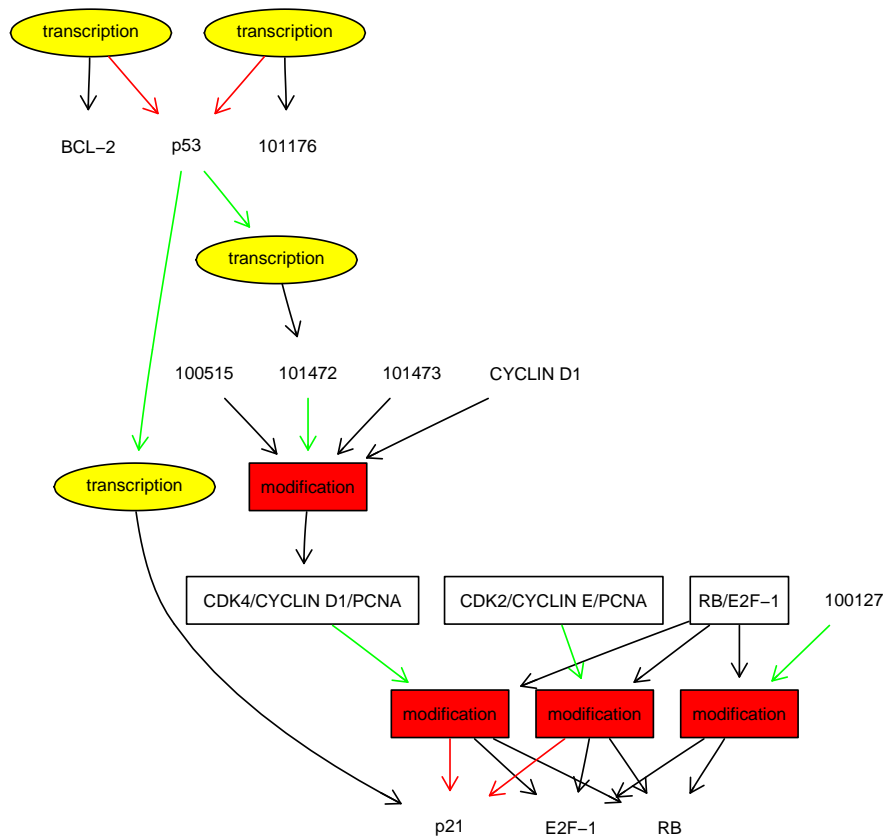 transcription
transcription
BCL−2
p53
101176
transcription
100515
101472
101473
CYCLIN D1
transcription
modification
CDK4/CYCLIN D1/PCNA
CDK2/CYCLIN E/PCNA
RB/E2F−1
100127
modification
modification
modification
p21
E2F−1
RB